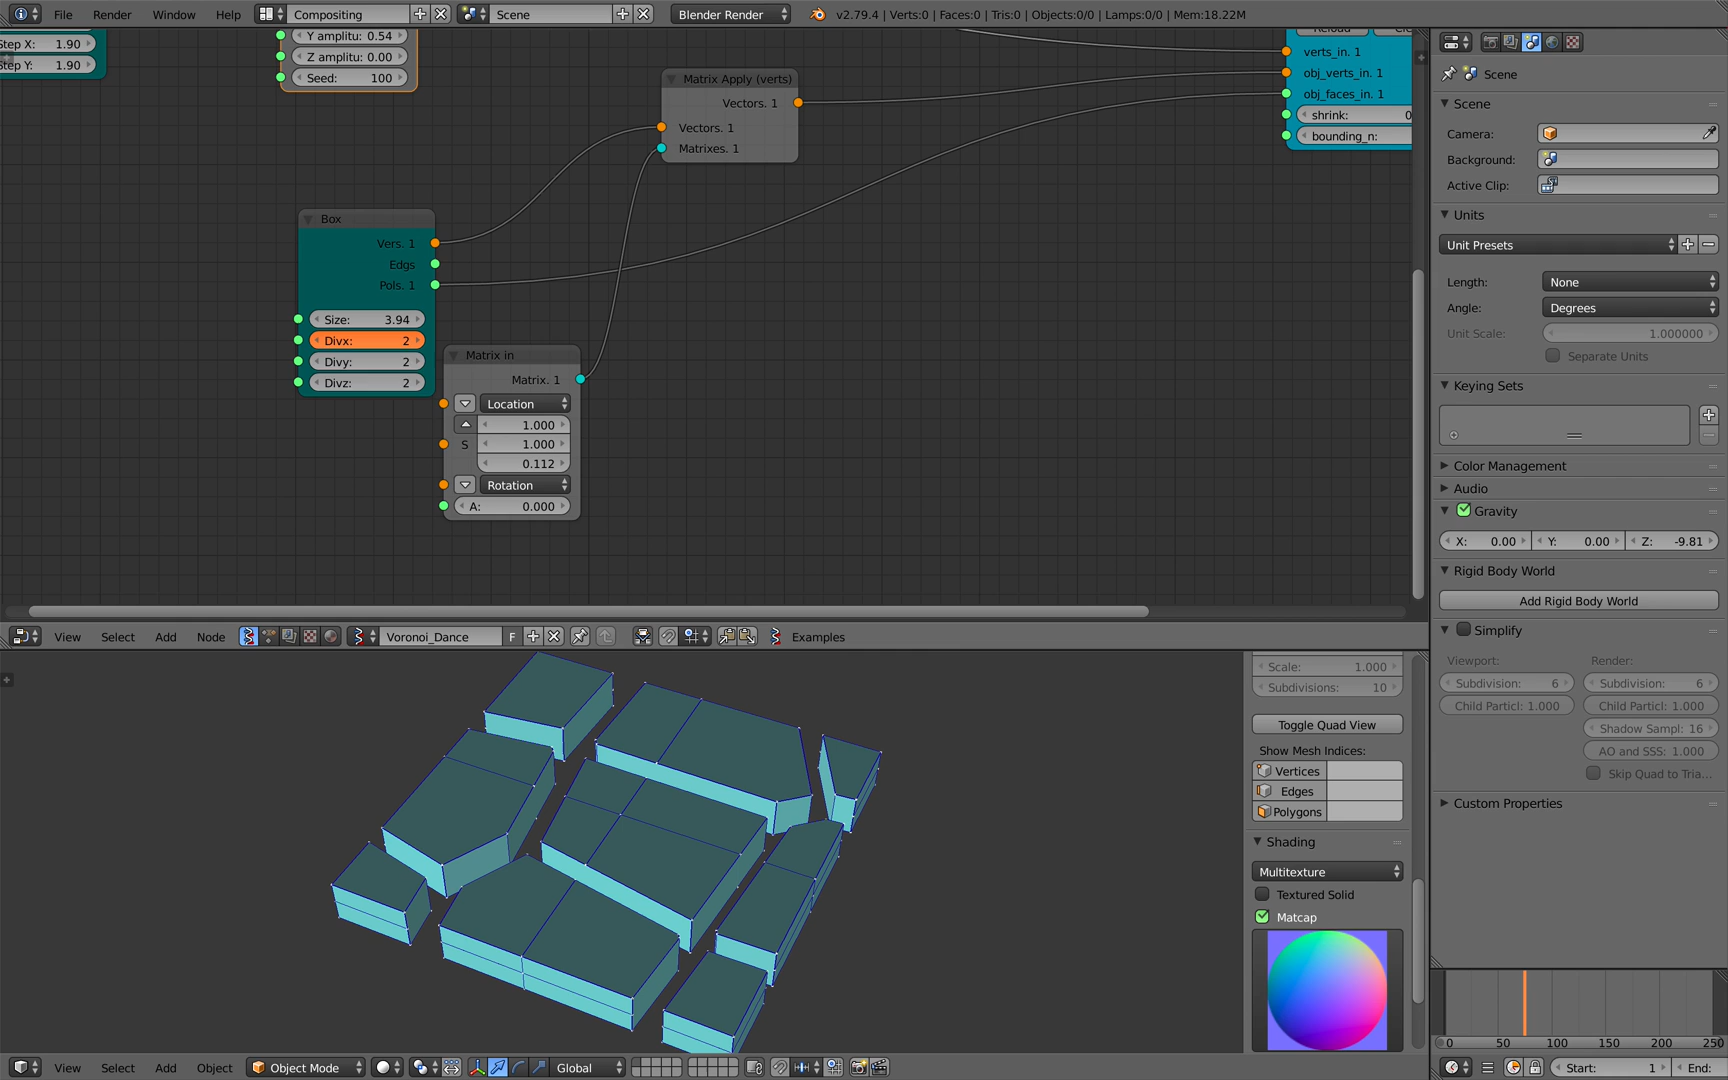 File Render Window Help Compositing Scene Blender Render v2.79.4 | Verts:0 | Faces:0 | Tris:0 | Objects:0/0 | Lamps:0/0 | Mem:18.22M
Step X: 1.90
Step Y: 1.90
Y amplitu: 0.54
Z amplitu: 0.00
Seed: 100
Matrix Apply (verts)
Vectors. 1
Vectors. 1
Matrixes. 1
verts_in. 1
obj_verts_in. 1
obj_faces_in. 1
shrink: 0
bounding_n:
Box
Vers. 1
Edgs
Pols. 1
Size: 3.94
Divx: 2
Divy: 2
Divz: 2
Matrix in
Matrix. 1
Location
1.000
S 1.000
0.112
Rotation
A: 0.000
View Select Add Node Voronoi_Dance F Examples
Scale: 1.000
Subdivisions: 10
Toggle Quad View
Show Mesh Indices:
Vertices
Edges
Polygons
Shading
Multitexture
Textured Solid
Matcap
View Select Add Object Object Mode Global
Scene
Scene
Camera:
Background:
Active Clip:
Units
Unit Presets
Length: None
Angle: Degrees
Unit Scale: 1.000000
Separate Units
Keying Sets
Color Management
Audio
Gravity
X: 0.00 Y: 0.00 Z: -9.81
Rigid Body World
Add Rigid Body World
Simplify
Viewport: Render:
Subdivision: 6 Subdivision: 6
Child Particl: 1.000 Child Particl: 1.000
Shadow Sampl: 16
AO and SSS: 1.000
Skip Quad to Tria...
Custom Properties
0 50 100 150 200 250
Start: 1 End: